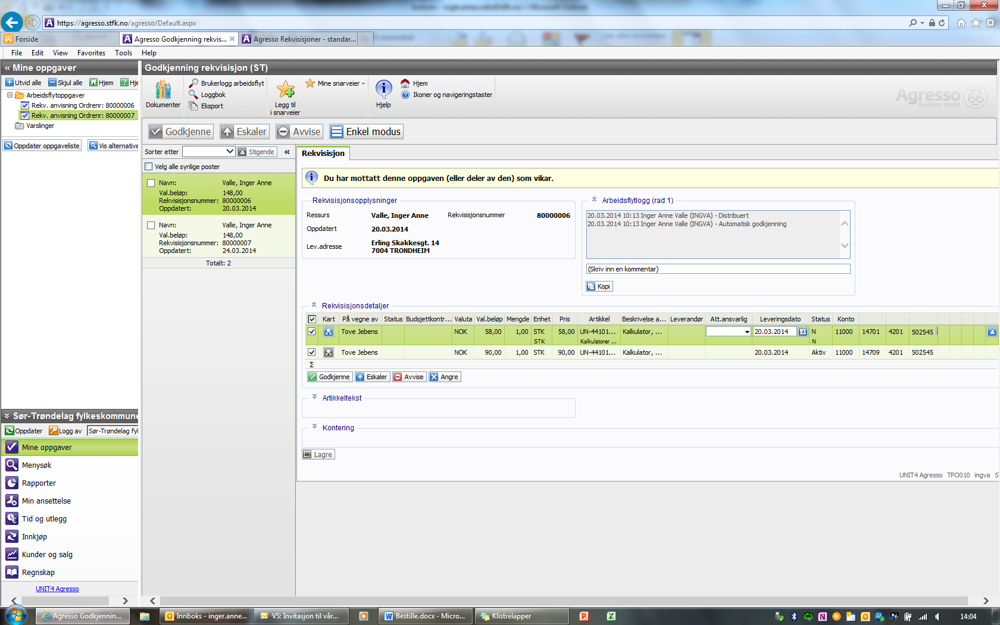 https://agresso.stfk.no/agresso/Default.aspx
Forside
Agresso Godkjenning rekvis...
Agresso Rekvisisjoner - standar...
File Edit View Favorites Tools Help
« Mine oppgaver
Utvid alle Skjul alle Hjem Hje
Arbeidsflytoppgaver
Rekv. anvisning Ordrenr: 80000006
Rekv. anvisning Ordrenr: 80000007
Varslinger
Oppdater oppgaveliste Vis alternative
Godkjenning rekvisisjon (ST)
Dokumenter
Brukerlogg arbeidsflyt
Loggbok
Eksport
Legg til
i snarveier
Mine snarveier
Hjelp
Hjem
Ikoner og navigeringstaster
Agresso
Business World
ROUTE
66
Godkjenne Eskaler Avvise Enkel modus
Sorter etter Stigende «
Velg alle synlige poster
Navn: Valle, Inger Anne
Val.beløp: 148,00
Rekvisisjonsnummer: 80000006
Oppdatert: 20.03.2014
Navn: Valle, Inger Anne
Val.beløp: 148,00
Rekvisisjonsnummer: 80000007
Oppdatert: 24.03.2014
Totalt: 2
Rekvisisjon
Du har mottatt denne oppgaven (eller deler av den) som vikar.
Rekvisisjonsopplysninger
Ressurs Valle, Inger Anne Rekvisisjonsnummer 80000006
Oppdatert 20.03.2014
Lev.adresse Erling Skakkesgt. 14
7004 TRONDHEIM
Arbeidsflytlogg (rad 1)
20.03.2014 10:13 Inger Anne Valle (INGVA) - Distribuert
20.03.2014 10:13 Inger Anne Valle (INGVA) - Automatisk godkjenning
(Skriv inn en kommentar)
Kopi
Rekvisisjonsdetaljer
Kart På vegne av Status Budsjettkontr... Valuta Val.beløp Mengde Enhet Pris Artikkel Beskrivelse a... Leverandør Att.ansvarlig Leveringsdato Status Konto
Tove Jebens NOK 58,00 1,00 STK 58,00 UN-44101... Kalkulator, ... 20.03.2014 N 11000 14701 4201 502545
STK Kalkulatorer ... N
Tove Jebens NOK 90,00 1,00 STK 90,00 UN-44101... Kalkulator, ... 20.03.2014 Aktiv 11000 14709 4201 502545
Σ
Godkjenne Eskaler Avvise Angre
Artikkeltekst
Kontering
Lagre
UNIT4 Agresso TPO010 ingva S
Sør-Trøndelag fylkeskommune
Oppdater Logg av Sør-Trøndelag fyl
Mine oppgaver
Menysøk
Rapporter
Min ansettelse
Tid og utlegg
Innkjøp
Kunder og salg
Regnskap
UNIT4 Agresso
Agresso Godkjennin...
Innboks - inger.anne...
VS: Invitasjon til vår...
Bestille.docx - Micro...
Klistrelapper
14:04